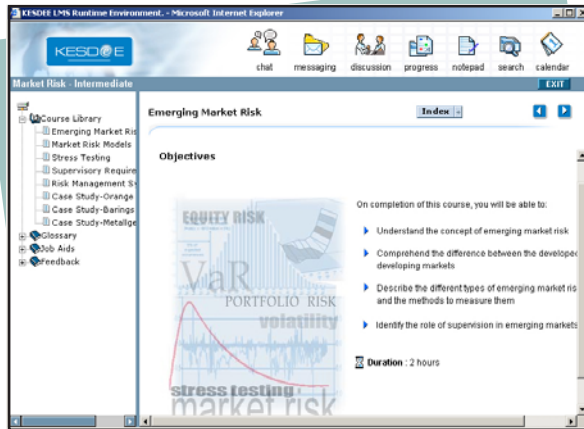 KESDEE LMS Runtime Environment. - Microsoft Internet Explorer
KESDEE
chat messaging discussion progress notepad search calendar
Market Risk - Intermediate
EXIT
Course Library
Emerging Market Ris
Market Risk Models
Stress Testing
Supervisory Require
Risk Management Sy
Case Study-Orange
Case Study-Barings
Case Study-Metallge
Glossary
Job Aids
Feedback
Emerging Market Risk
Index
Objectives
EQUITY RISK
VaR
PORTFOLIO RISK
volatility
stress testing
market risk
On completion of this course, you will be able to:
Understand the concept of emerging market risk
Comprehend the difference between the develope
developing markets
Describe the different types of emerging market ris
and the methods to measure them
Identify the role of supervision in emerging markets
Duration : 2 hours